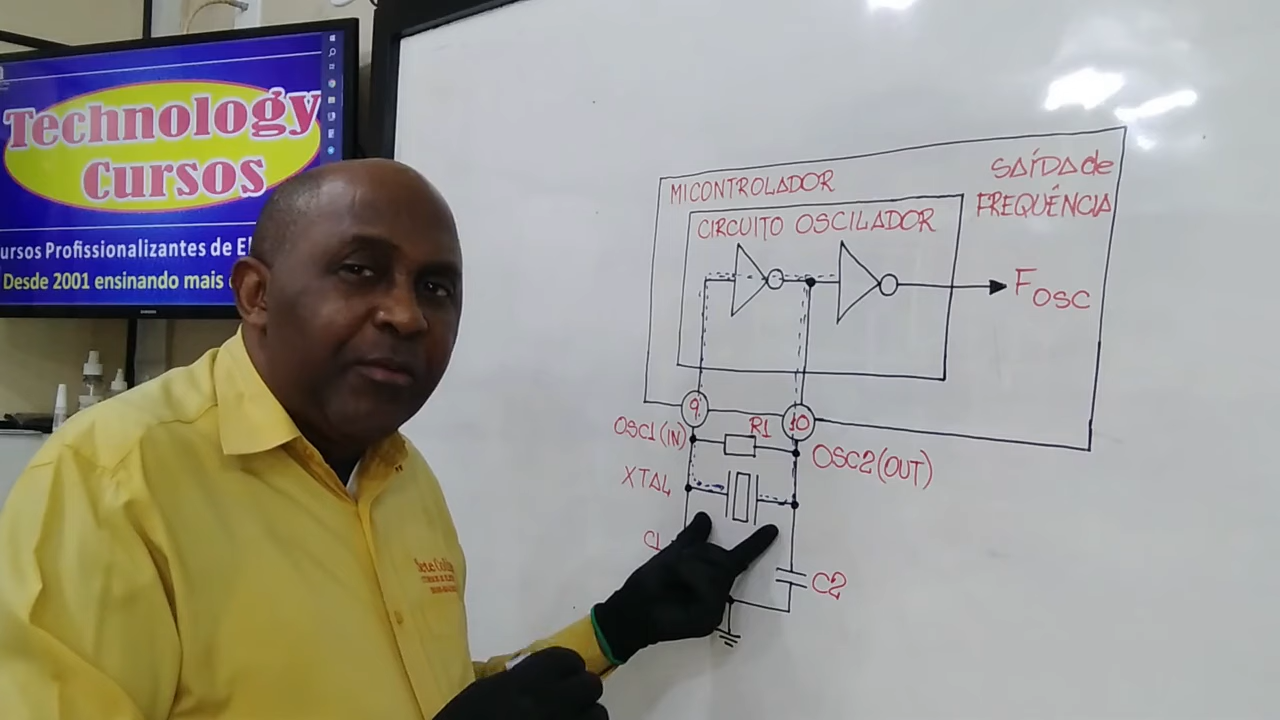 Technology
Cursos
ursos Profissionalizantes de El
Desde 2001 ensinando mais
MICONTROLADOR
SAÍDA de
FREQUÊNCIA
CIRCUITO OSCILADOR
FOSC
9
10
OSC1(IN)
R1
OSC2(OUT)
XTAL
C1
C2